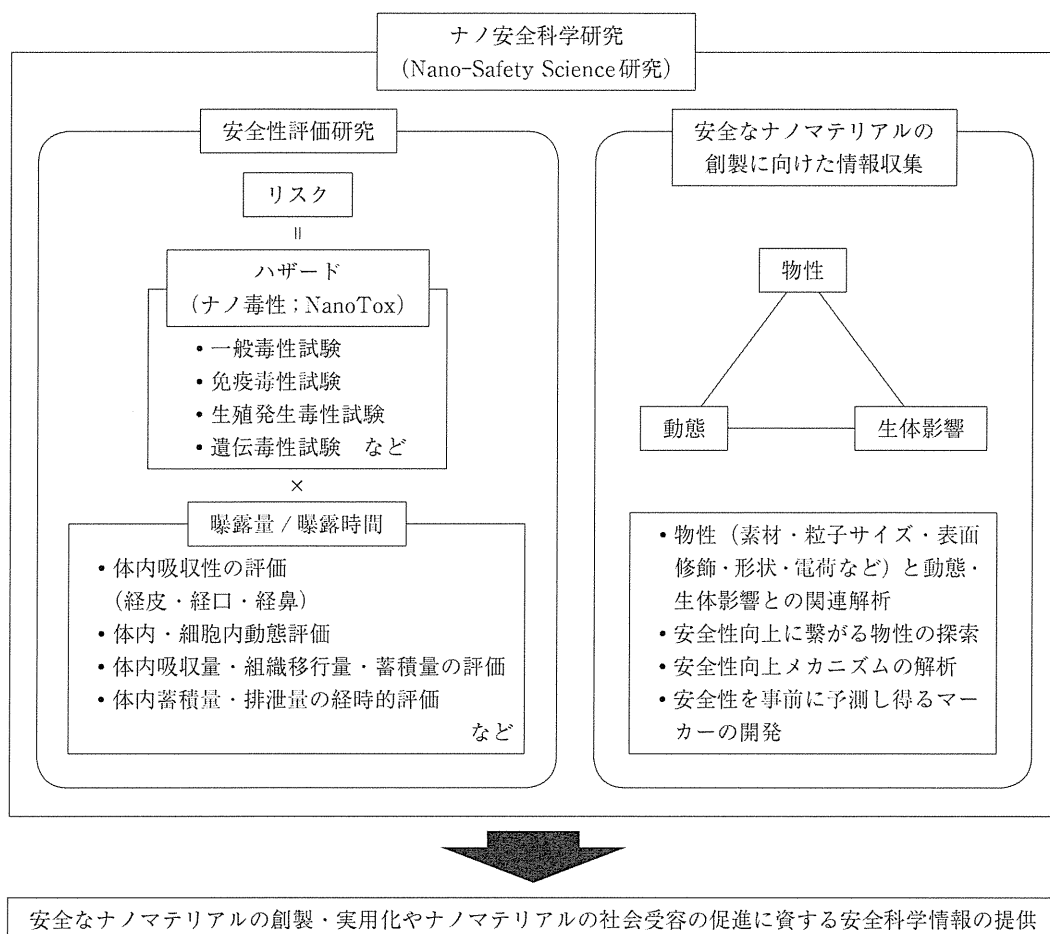 ナノ安全科学研究
(Nano-Safety Science研究)
安全性評価研究
リスク
=
ハザード
(ナノ毒性；NanoTox)
・一般毒性試験
・免疫毒性試験
・生殖発生毒性試験
・遺伝毒性試験　など
×
曝露量 / 曝露時間
・体内吸収性の評価
(経皮・経口・経鼻)
・体内・細胞内動態評価
・体内吸収量・組織移行量・蓄積量の評価
・体内蓄積量・排泄量の経時的評価
など
安全なナノマテリアルの
創製に向けた情報収集
物性
動態
生体影響
・物性（素材・粒子サイズ・表面
修飾・形状・電荷など）と動態・
生体影響との関連解析
・安全性向上に繋がる物性の探索
・安全性向上メカニズムの解析
・安全性を事前に予測し得るマー
カーの開発
安全なナノマテリアルの創製・実用化やナノマテリアルの社会受容の促進に資する安全科学情報の提供